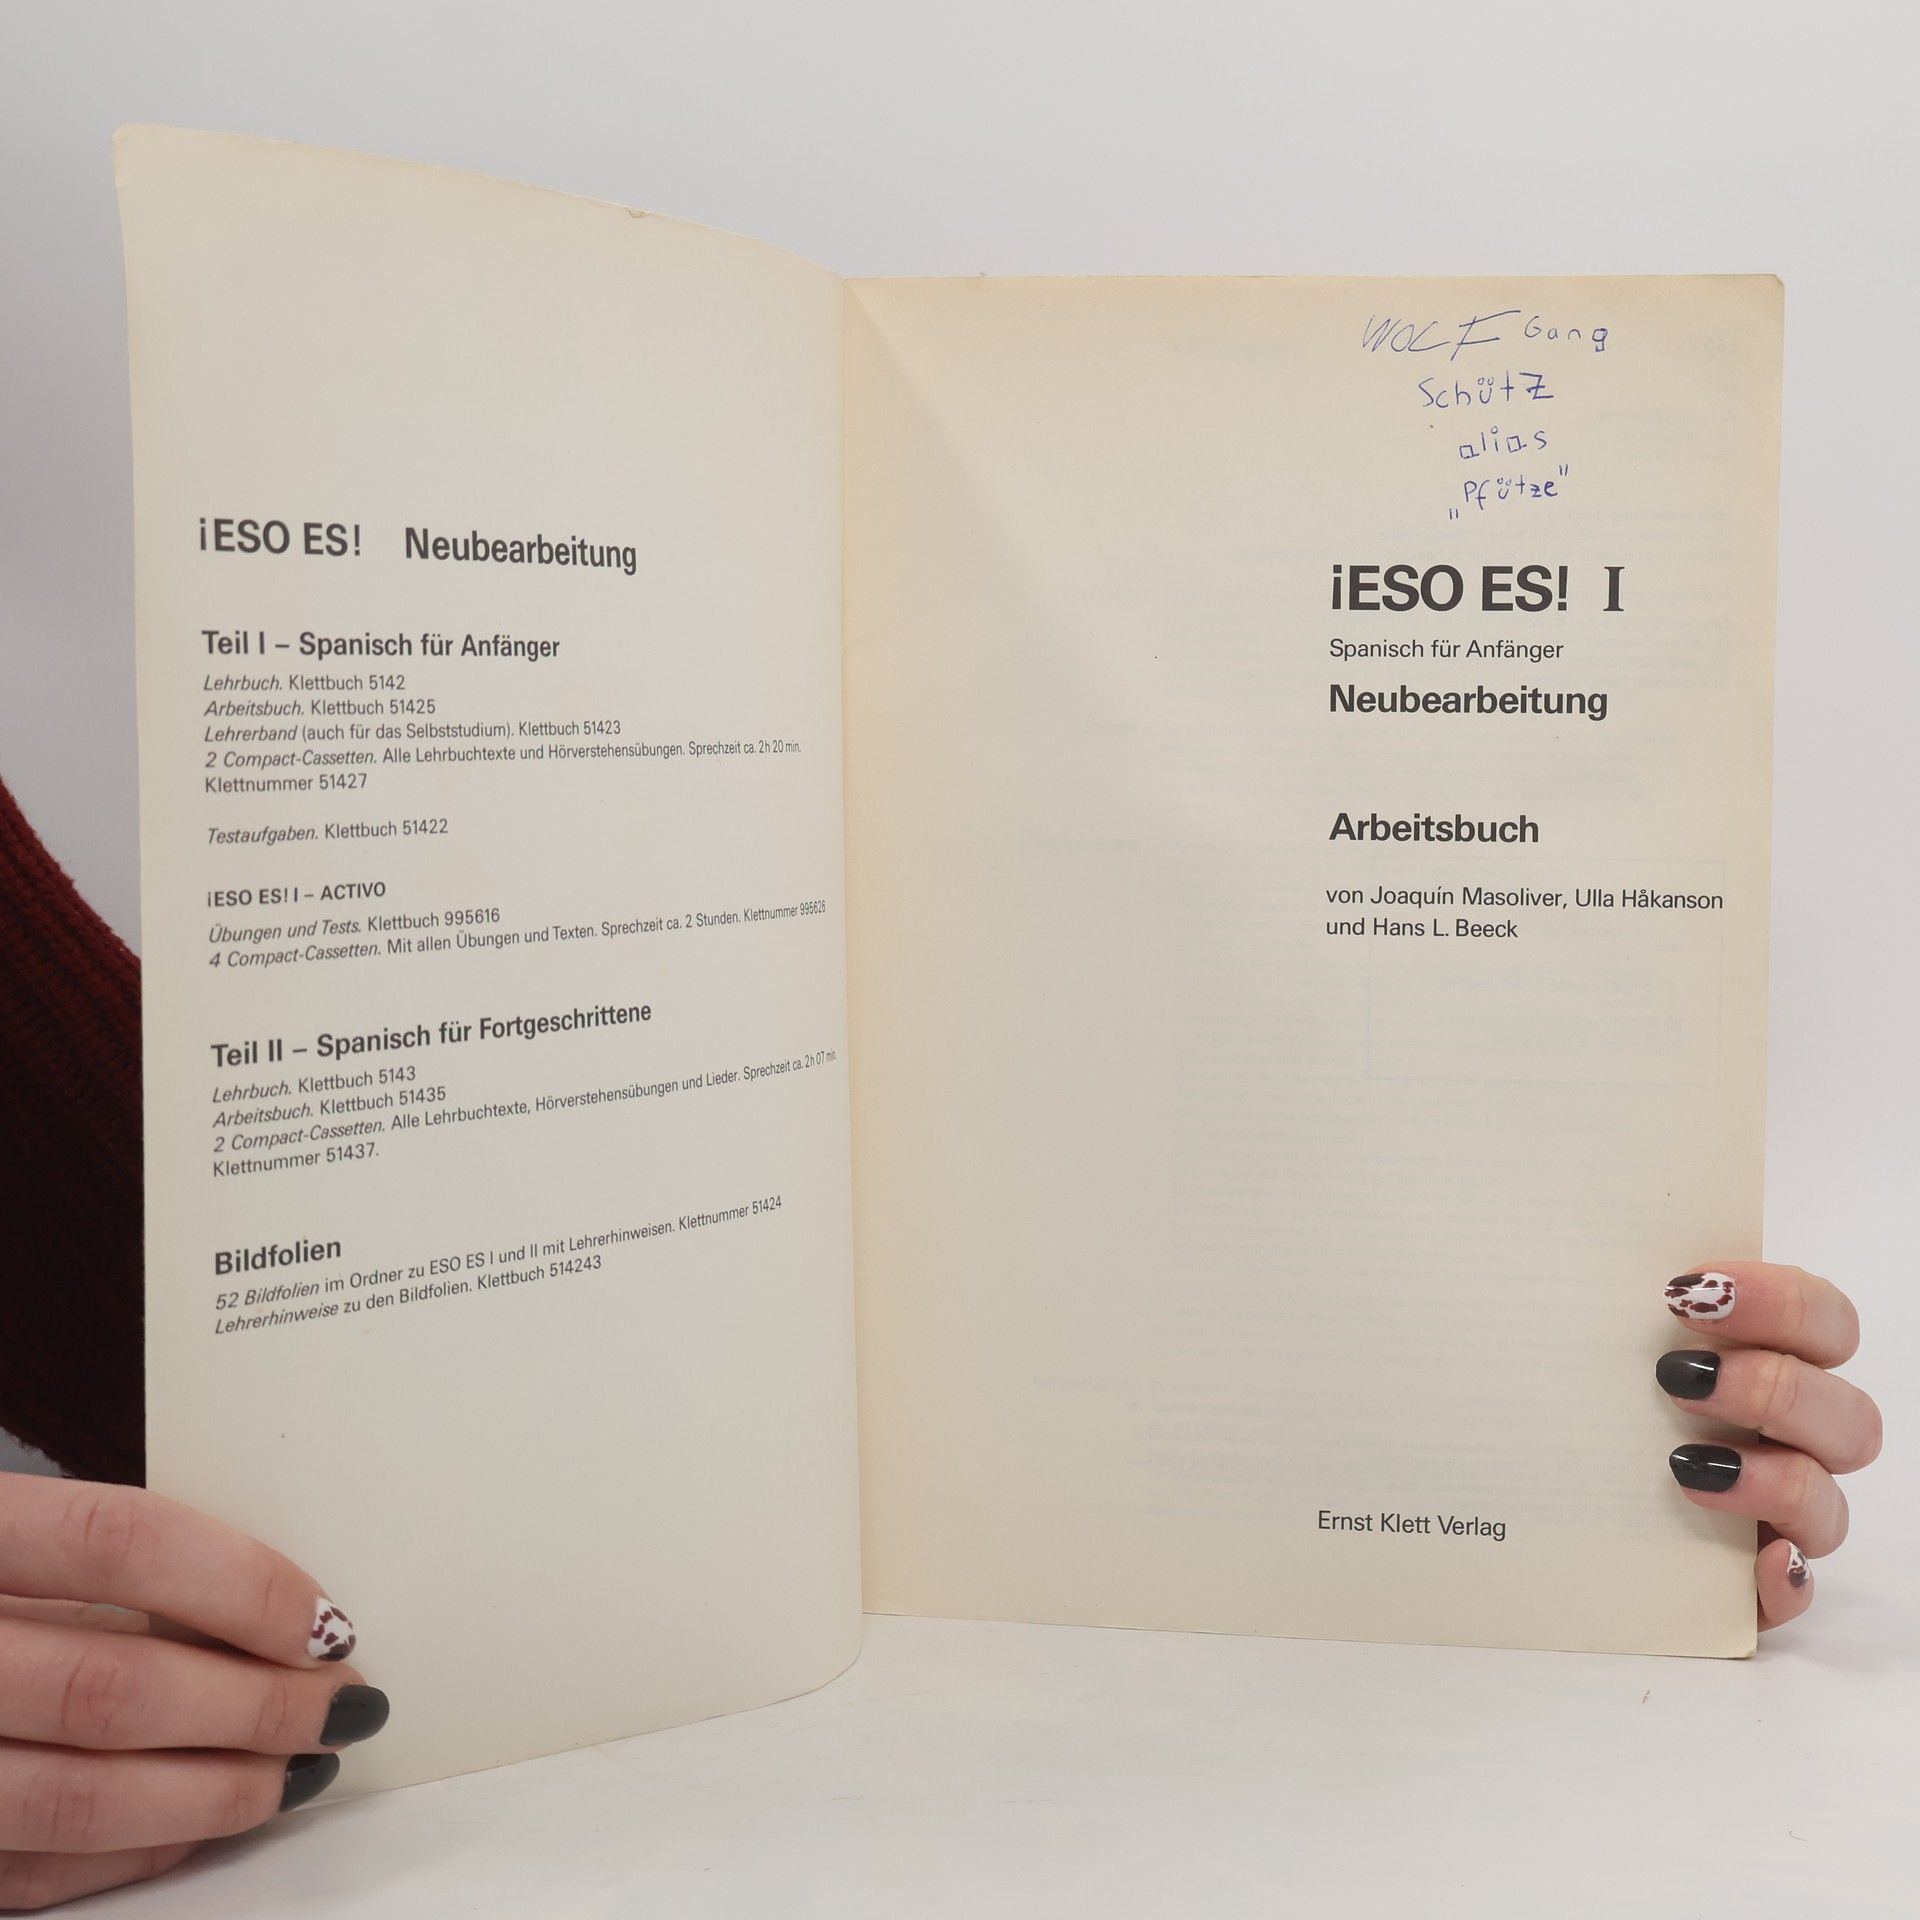 ¡ESO ES! Neubearbeitung
Teil I – Spanisch für Anfänger
Lehrbuch. Klettbuch 5142
Arbeitsbuch. Klettbuch 51425
Lehrerband (auch für das Selbststudium). Klettbuch 51423
2 Compact-Cassetten. Alle Lehrbuchtexte und Hörverstehensübungen. Sprechzeit ca. 2h 20 min.
Klettnummer 51427
Testaufgaben. Klettbuch 51422
¡ESO ES! I – ACTIVO
Übungen und Tests. Klettbuch 995616
4 Compact-Cassetten. Mit allen Übungen und Texten. Sprechzeit ca. 2 Stunden. Klettnummer 995626
Teil II – Spanisch für Fortgeschrittene
Lehrbuch. Klettbuch 5143
Arbeitsbuch. Klettbuch 51435
2 Compact-Cassetten. Alle Lehrbuchtexte, Hörverstehensübungen und Lieder. Sprechzeit ca. 2h 07 min.
Klettnummer 51437.
Bildfolien
52 Bildfolien im Ordner zu ESO ES I und II mit Lehrerhinweisen. Klettnummer 51424
Lehrerhinweise zu den Bildfolien. Klettbuch 514243
WOLF Gang
Schütz
alias
„Pfütze"
¡ESO ES! I
Spanisch für Anfänger
Neubearbeitung
Arbeitsbuch
von Joaquín Masoliver, Ulla Håkanson
und Hans L. Beeck
Ernst Klett Verlag